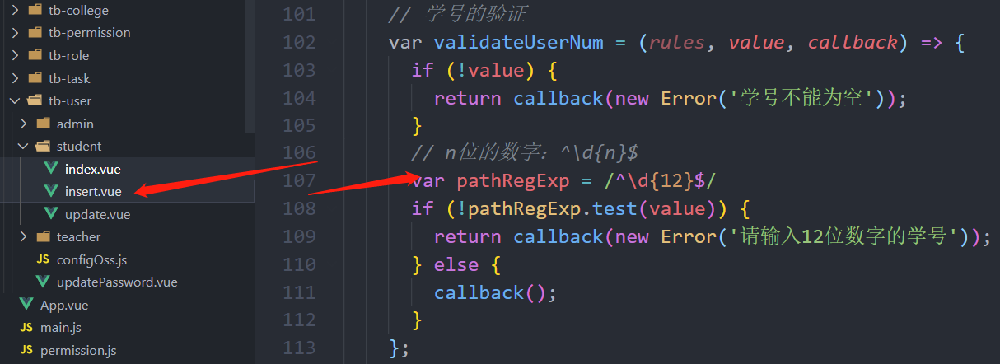 tb-college
tb-permission
tb-role
tb-task
tb-user
admin
student
index.vue
insert.vue
update.vue
teacher
JS configOss.js
updatePassword.vue
App.vue
JS main.js
JS permission.js
101 // 学号的验证
102 var validateUserNum = (rules, value, callback) => {
103 if (!value) {
104 return callback(new Error('学号不能为空'));
105 }
106 // n位的数字：^\d{n}$
107 var pathRegExp = /^\d{12}$/
108 if (!pathRegExp.test(value)) {
109 return callback(new Error('请输入12位数字的学号'));
110 } else {
111 callback();
112 }
113 };